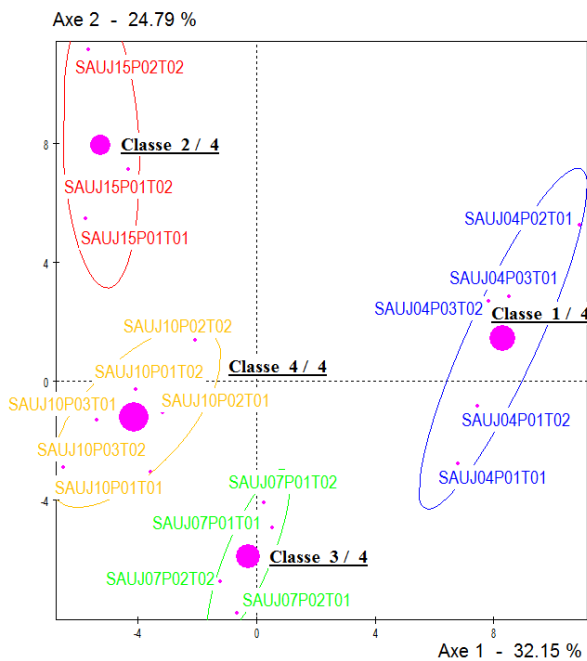 Axe 2 - 24.79 %
SAUJ15P02T02
8
Classe 2 / 4
SAUJ15P01T02
SAUJ04P02T01
SAUJ15P01T01
4
SAUJ04P03T01
SAUJ04P03T02
Classe 1 / 4
SAUJ10P02T02
SAUJ10P01T02
Classe 4 / 4
0
SAUJ10P03T01
SAUJ10P02T01
SAUJ04P01T02
SAUJ10P03T02
SAUJ04P01T01
SAUJ10P01T01
SAUJ07P01T02
-4
SAUJ07P01T01
Classe 3 / 4
SAUJ07P02T02
SAUJ07P02T01
-4
0
4
8
Axe 1 - 32.15 %